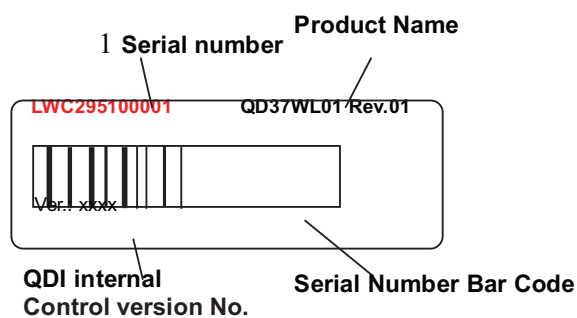 Product Name
1 Serial number
LWC295100001 QD37WL01 Rev.01
Ver.: xxxx
QDI internal
Control version No.
Serial Number Bar Code